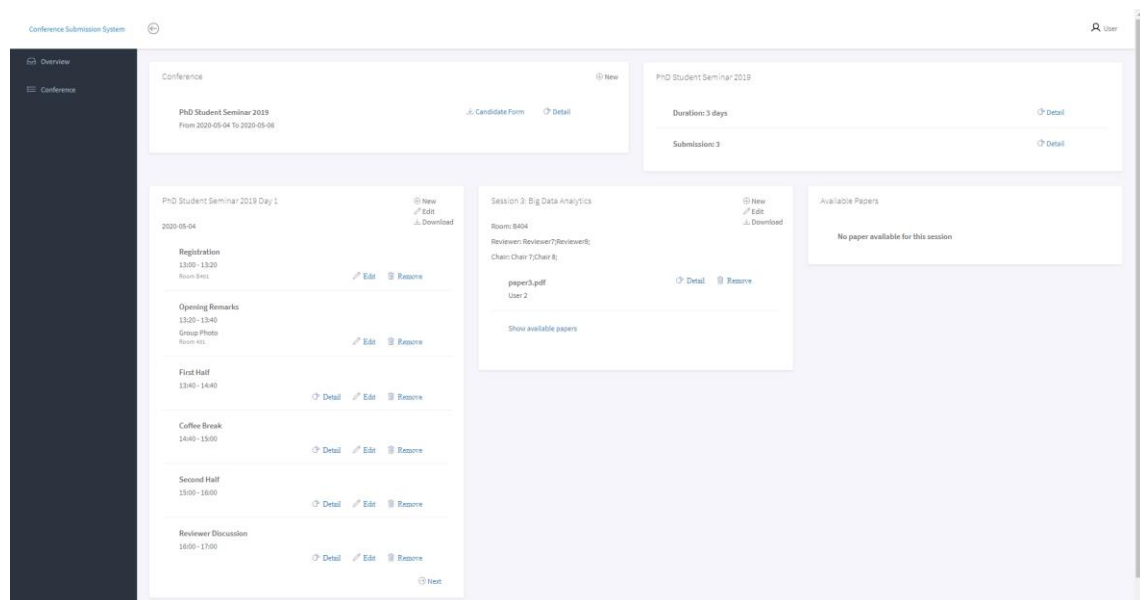 Conference Submission System
User
Overview
Conference
Conference
New
PhD Student Seminar 2019
Candidate Form
Detail
From 2020-05-04 To 2020-05-06
PhD Student Seminar 2019
Duration: 3 days
Detail
Submission: 3
Detail
PhD Student Seminar 2019 Day 1
New
Edit
Download
2020-05-04
Registration
13:00 - 13:20
Edit
Remove
Opening Remarks
13:20 - 13:40
Group Photo
Edit
Remove
First Half
13:40 - 14:40
Detail
Edit
Remove
Coffee Break
14:40 - 15:00
Detail
Edit
Remove
Second Half
15:00 - 16:00
Detail
Edit
Remove
Reviewer Discussion
16:00 - 17:00
Detail
Edit
Remove
Next
Session 3: Big Data Analytics
New
Edit
Download
Room: B404
Reviewer: Reviewer7;Reviewer8;
Chair: Chair 7;Chair 8;
paper3.pdf
Detail
Remove
User 2
Show available papers
Available Papers
No paper available for this session